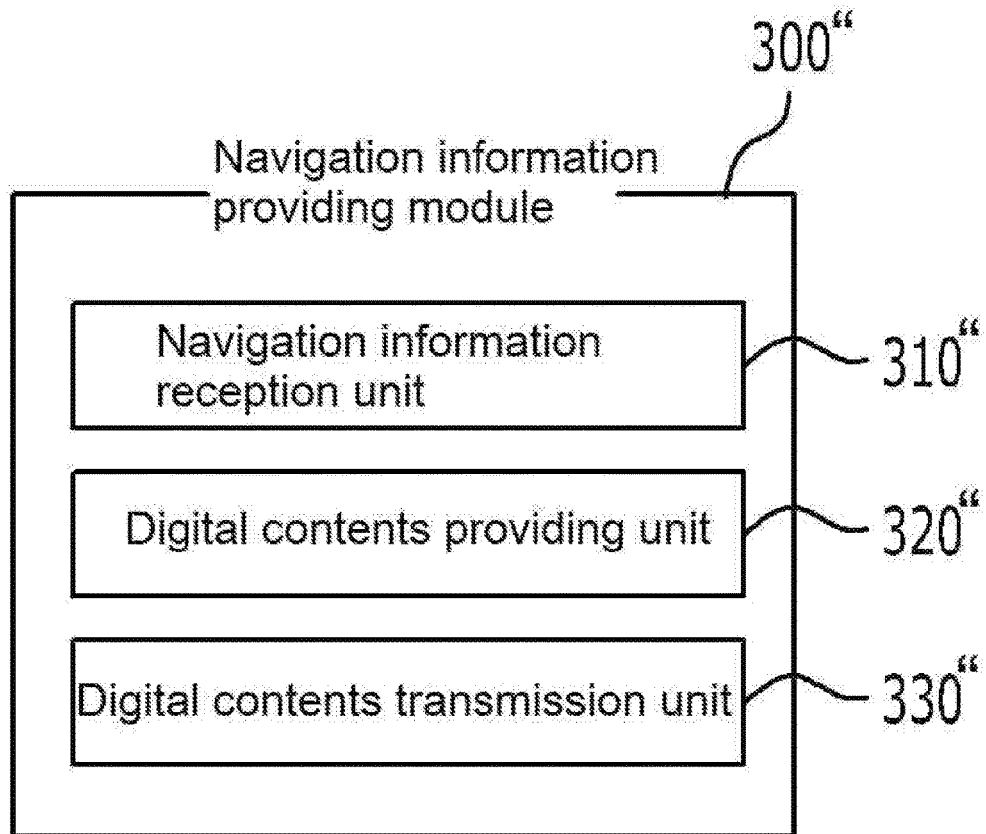 300“
Navigation information
providing module
Navigation information
reception unit
310“
Digital contents providing unit
320“
Digital contents transmission unit
330“